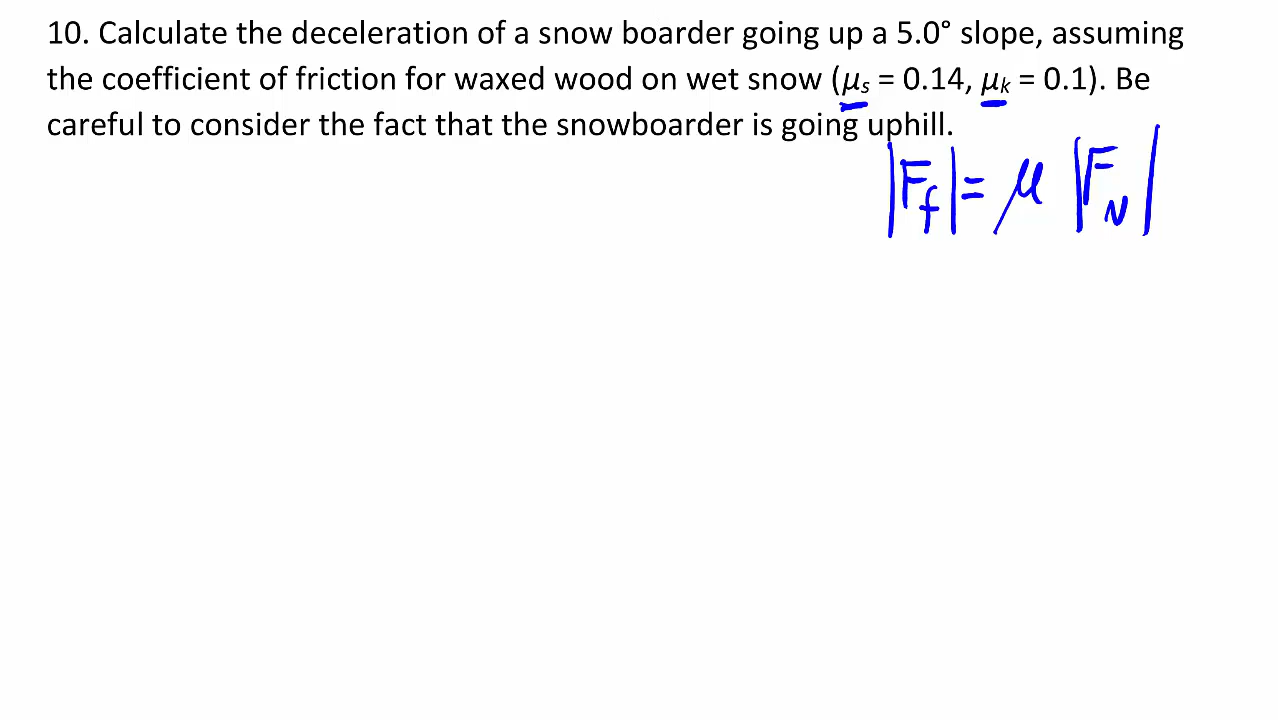 10. Calculate the deceleration of a snow boarder going up a 5.0° slope, assuming
the coefficient of friction for waxed wood on wet snow (μs = 0.14, μk = 0.1). Be
careful to consider the fact that the snowboarder is going uphill.
|Ff| = μ |FN|